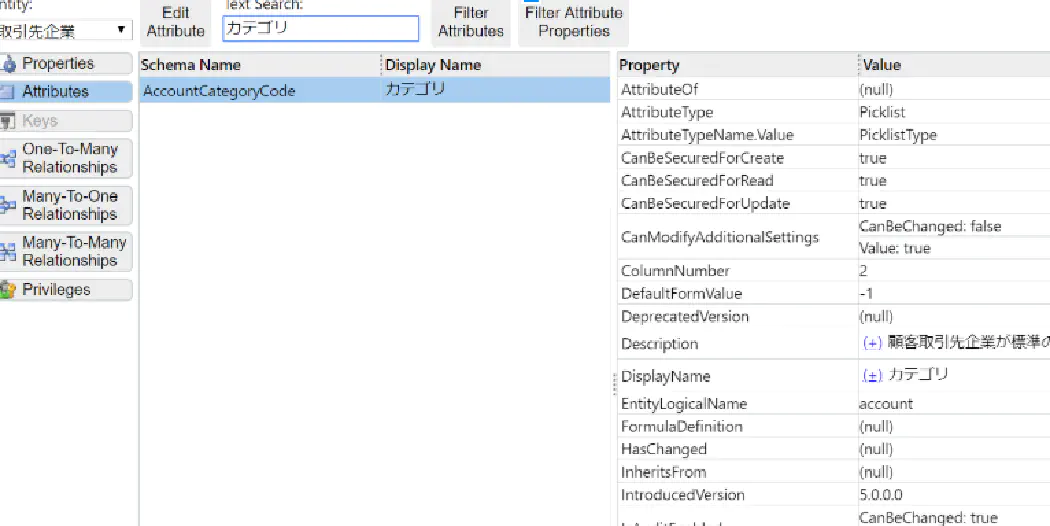 ntity:
取引先企業
Edit Attribute
Text Search:
カテゴリ
Filter Attributes
Filter Attribute Properties
Properties
Attributes
Keys
One-To-Many Relationships
Many-To-One Relationships
Many-To-Many Relationships
Privileges
Schema Name Display Name
AccountCategoryCode カテゴリ
Property Value
AttributeOf (null)
AttributeType Picklist
AttributeTypeName.Value PicklistType
CanBeSecuredForCreate true
CanBeSecuredForRead true
CanBeSecuredForUpdate true
CanModifyAdditionalSettings CanBeChanged: false
Value: true
ColumnNumber 2
DefaultFormValue -1
DeprecatedVersion (null)
Description (+) 顧客取引先企業が標準の
DisplayName (±) カテゴリ
EntityLogicalName account
FormulaDefinition (null)
HasChanged (null)
InheritsFrom (null)
IntroducedVersion 5.0.0.0
CanBeChanged: true